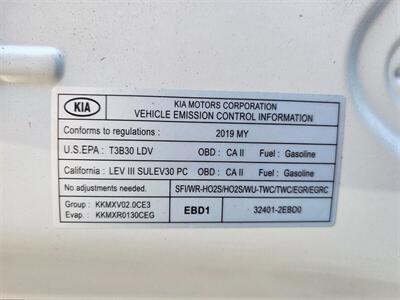 KIA
KIA MOTORS CORPORATION
VEHICLE EMISSION CONTROL INFORMATION
Conforms to regulations : 2019 MY
U.S.EPA : T3B30 LDV OBD : CA II Fuel : Gasoline
California : LEV III SULEV30 PC OBD : CA II Fuel : Gasoline
No adjustments needed. SFI/WR-HO2S/HO2S/WU-TWC/TWC/EGR/EGRC
Group : KKMXV02.0CE3
Evap. : KKMXR0130CEG
EBD1
32401-2EBD0